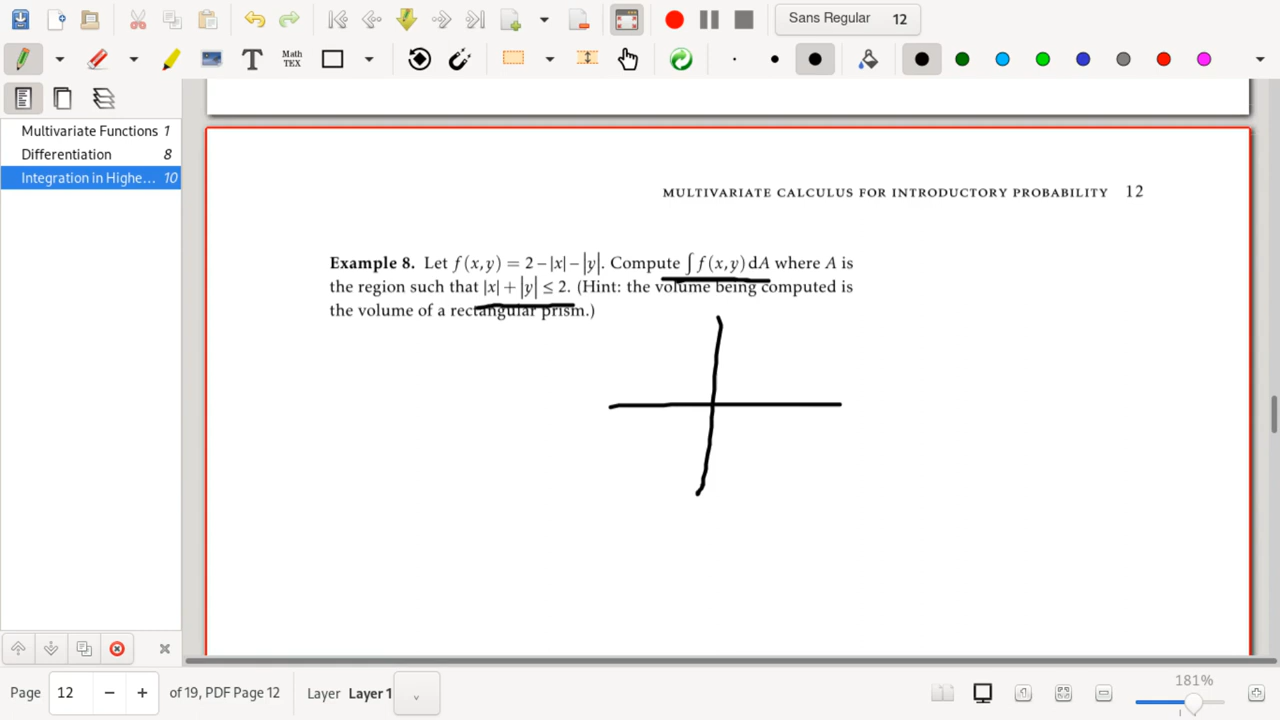 Sans Regular 12
Math
TEX
Multivariate Functions 1
Differentiation 8
Integration in Highe... 10
MULTIVARIATE CALCULUS FOR INTRODUCTORY PROBABILITY 12
Example 8. Let f(x,y) = 2−|x|−|y|. Compute ∫ f(x,y)dA where A is
the region such that |x|+|y| ≤ 2. (Hint: the volume being computed is
the volume of a rectangular prism.)
Page 12 of 19, PDF Page 12 Layer Layer 1 181%